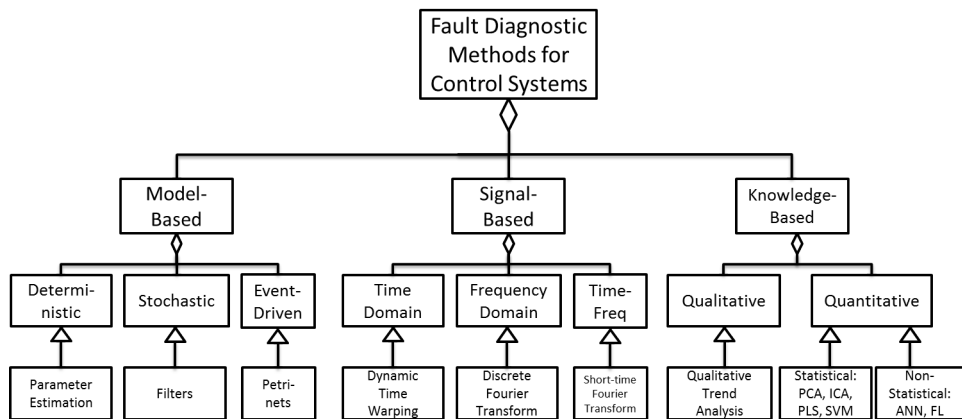 Fault Diagnostic
Methods for
Control Systems
Model-
Based
Signal-
Based
Knowledge-
Based
Determi-
nistic
Stochastic
Event-
Driven
Time
Domain
Frequency
Domain
Time-
Freq
Qualitative
Quantitative
Parameter
Estimation
Filters
Petri-
nets
Dynamic
Time
Warping
Discrete
Fourier
Transform
Short-time
Fourier
Transform
Qualitative
Trend
Analysis
Statistical:
PCA, ICA,
PLS, SVM
Non-
Statistical:
ANN, FL